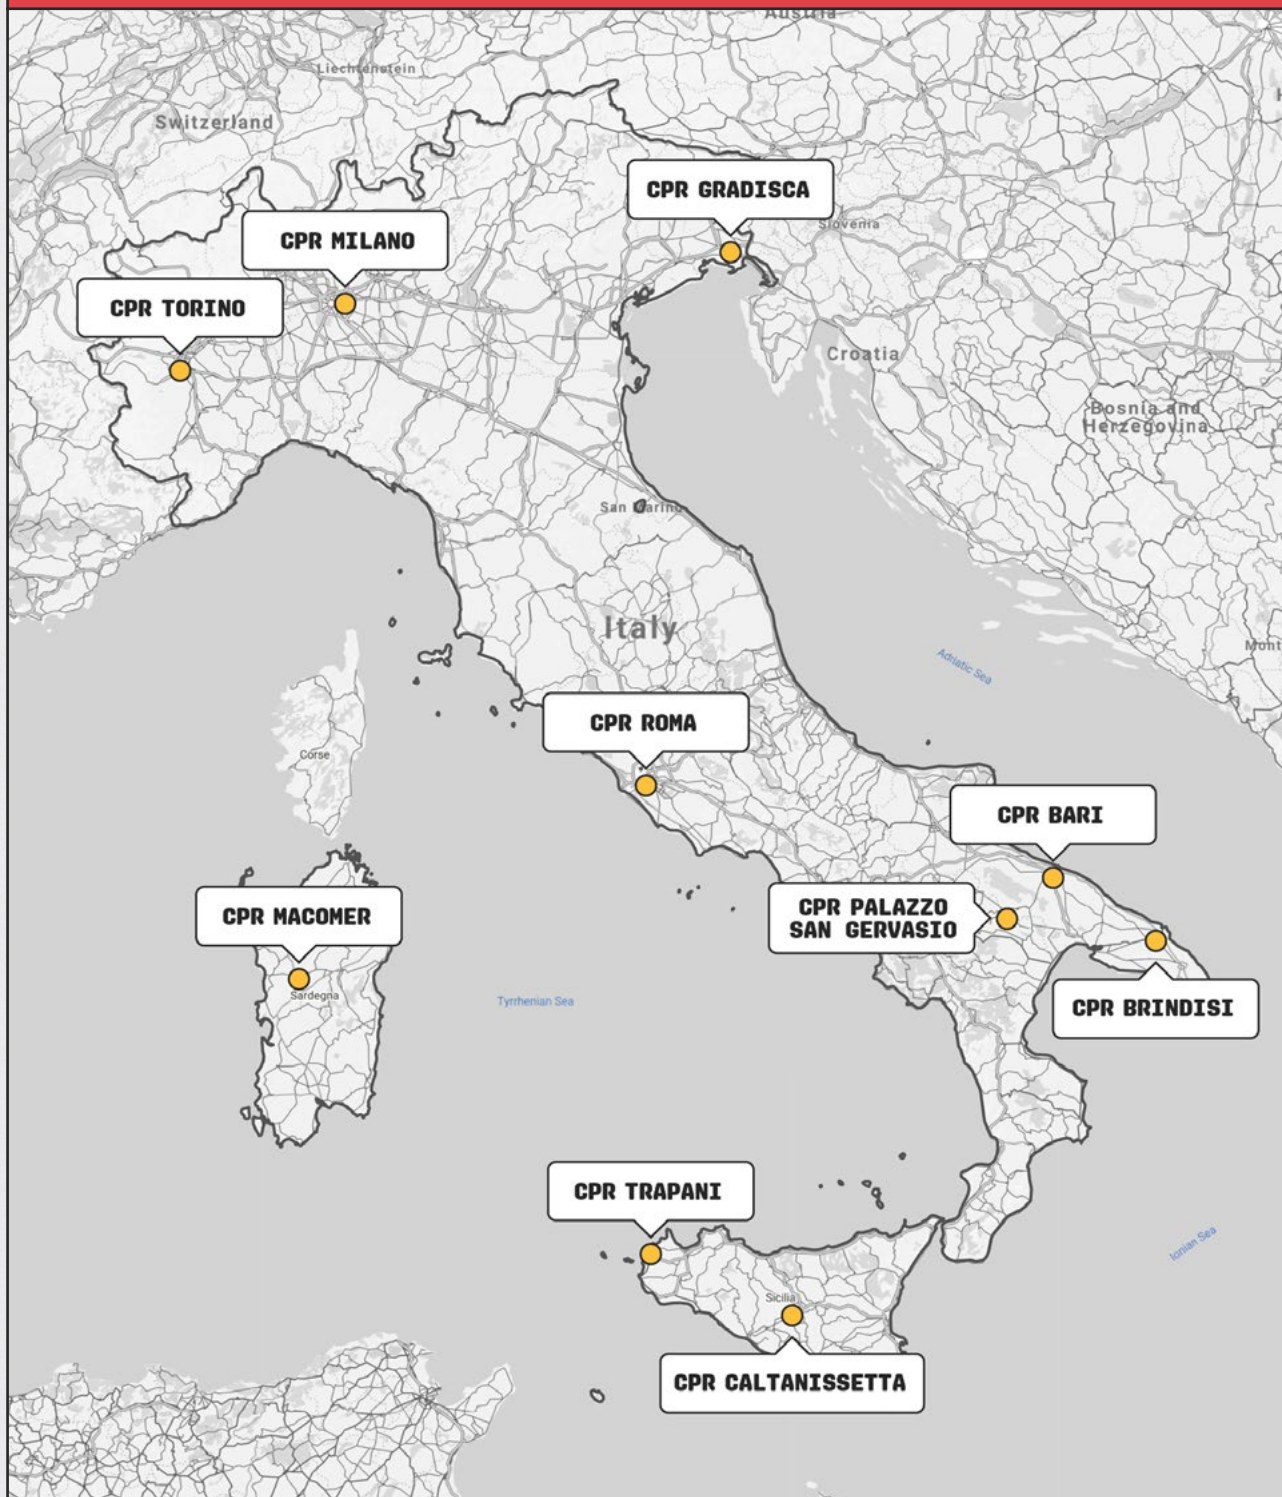 Austria
Liechtenstein
Switzerland
CPR GRADISCA
Slovenia
CPR MILANO
CPR TORINO
Croatia
Bosnia and
Herzegovina
San Marino
Italy
Mont
Adriatic Sea
CPR ROMA
Corse
CPR BARI
CPR MACOMER
CPR PALAZZO
SAN GERVASIO
Sardegna
Tyrrhenian Sea
CPR BRINDISI
CPR TRAPANI
Ionian Sea
Sicilia
CPR CALTANISSETTA